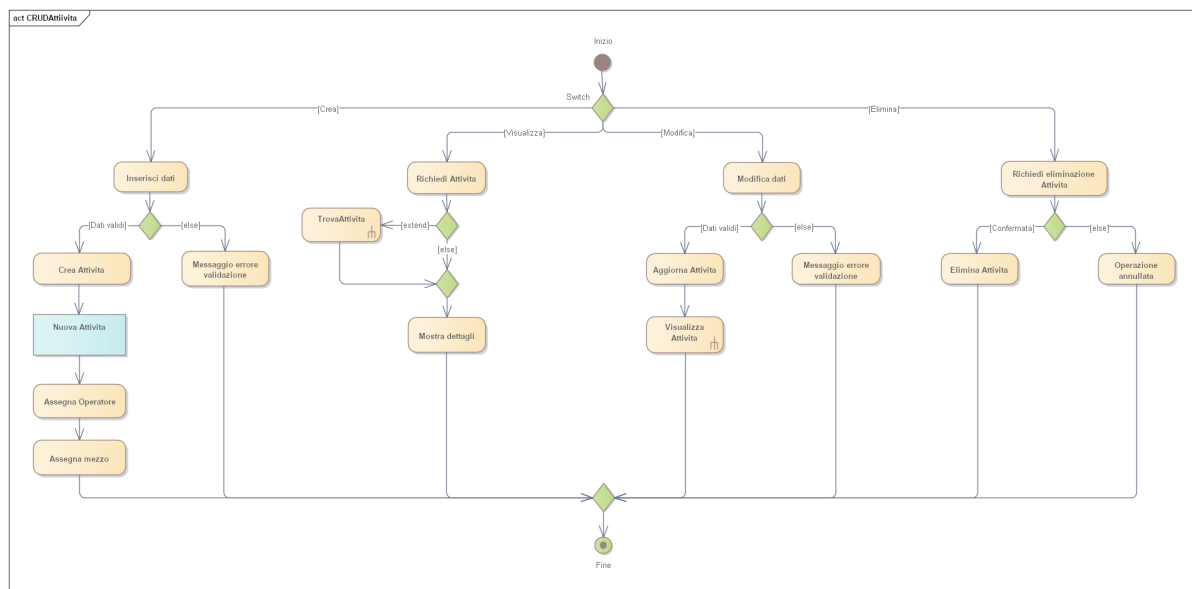 act CRUDAttiivita
Inizio
Switch
[Crea]
[Elimina]
[Visualizza]
[Modifica]
Inserisci dati
Richiedi Attivita
Modifica dati
Richiedi eliminazione
Attivita
[Dati validi]
[else]
TrovaAttivita
[extend]
[else]
[Dati validi]
[else]
[Confermata]
[else]
Crea Attivita
Messaggio errore
validazione
Aggiorna Attivita
Messaggio errore
validazione
Elimina Attivita
Operazione
annullata
Nuova Attivita
Mostra dettagli
Visualizza
Attivita
Assegna Operatore
Assegna mezzo
Fine